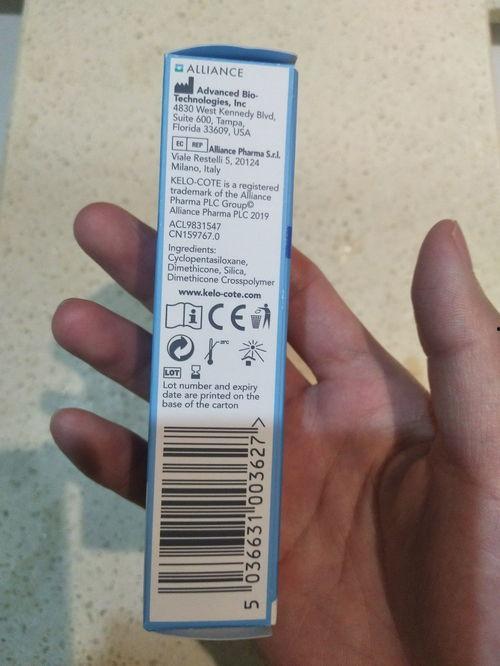 ALLIANCE
Advanced Bio-
Technologies, Inc
4830 West Kennedy Blvd,
Suite 600, Tampa,
Florida 33609, USA
EC REP Alliance Pharma S.r.l.
Viale Restelli 5, 20124
Milano, Italy
KELO-COTE is a registered
trademark of the Alliance
Pharma PLC Group©
Alliance Pharma PLC 2019
ACL9831547
CN159767.0
Ingredients:
Cyclopentasiloxane,
Dimethicone, Silica,
Dimethicone Crosspolymer
www.kelo-cote.com
i CE
25°C
LOT
Lot number and expiry
date are printed on the
base of the carton
5 036631 003627 >